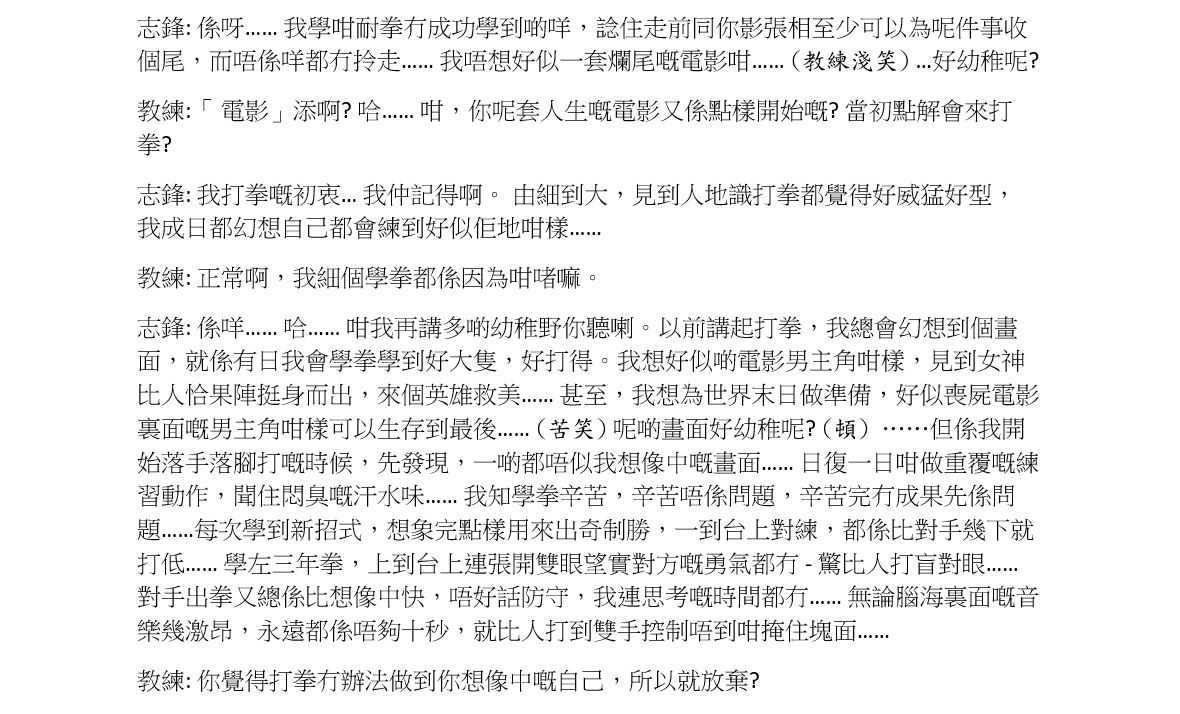 志鋒: 係呀...... 我學咁耐拳冇成功學到啲咩，諗住走前同你影張相至少可以為呢件事收
個尾，而唔係咩都冇拎走...... 我唔想好似一套爛尾嘅電影咁......（教練淺笑）...好幼稚呢?
教練:「 電影」添啊? 哈...... 咁，你呢套人生嘅電影又係點樣開始嘅? 當初點解會來打
拳?
志鋒: 我打拳嘅初衷... 我仲記得啊。 由細到大，見到人地識打拳都覺得好威猛好型，
我成日都幻想自己都會練到好似佢地咁樣......
教練: 正常啊，我細個學拳都係因為咁啫嘛。
志鋒: 係咩...... 哈...... 咁我再講多啲幼稚野你聽喇。以前講起打拳，我總會幻想到個畫
面，就係有日我會學拳學到好大隻，好打得。我想好似啲電影男主角咁樣，見到女神
比人恰果陣挺身而出，來個英雄救美...... 甚至，我想為世界末日做準備，好似喪屍電影
裏面嘅男主角咁樣可以生存到最後......（苦笑）呢啲畫面好幼稚呢?（頓） ……但係我開
始落手落腳打嘅時候，先發現，一啲都唔似我想像中嘅畫面...... 日復一日咁做重覆嘅練
習動作，聞住悶臭嘅汗水味...... 我知學拳辛苦，辛苦唔係問題，辛苦完冇成果先係問
題......每次學到新招式，想象完點樣用來出奇制勝，一到台上對練，都係比對手幾下就
打低...... 學左三年拳，上到台上連張開雙眼望實對方嘅勇氣都冇 - 驚比人打盲對眼......
對手出拳又總係比想像中快，唔好話防守，我連思考嘅時間都冇...... 無論腦海裏面嘅音
樂幾激昂，永遠都係唔夠十秒，就比人打到雙手控制唔到咁掩住塊面......
教練: 你覺得打拳冇辦法做到你想像中嘅自己，所以就放棄?